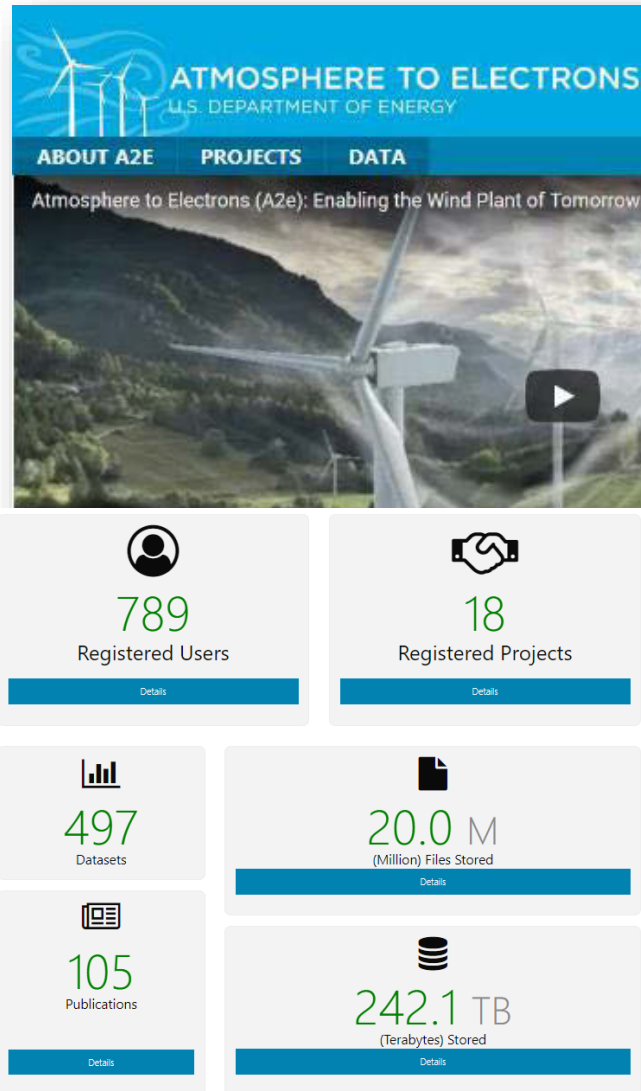 ATMOSPHERE TO ELECTRONS
U.S. DEPARTMENT OF ENERGY
ABOUT A2E PROJECTS DATA
Atmosphere to Electrons (A2e): Enabling the Wind Plant of Tomorrow
789
Registered Users
Details
18
Registered Projects
Details
497
Datasets
20.0 M
(Million) Files Stored
Details
105
Publications
Details
242.1 TB
(Terabytes) Stored
Details